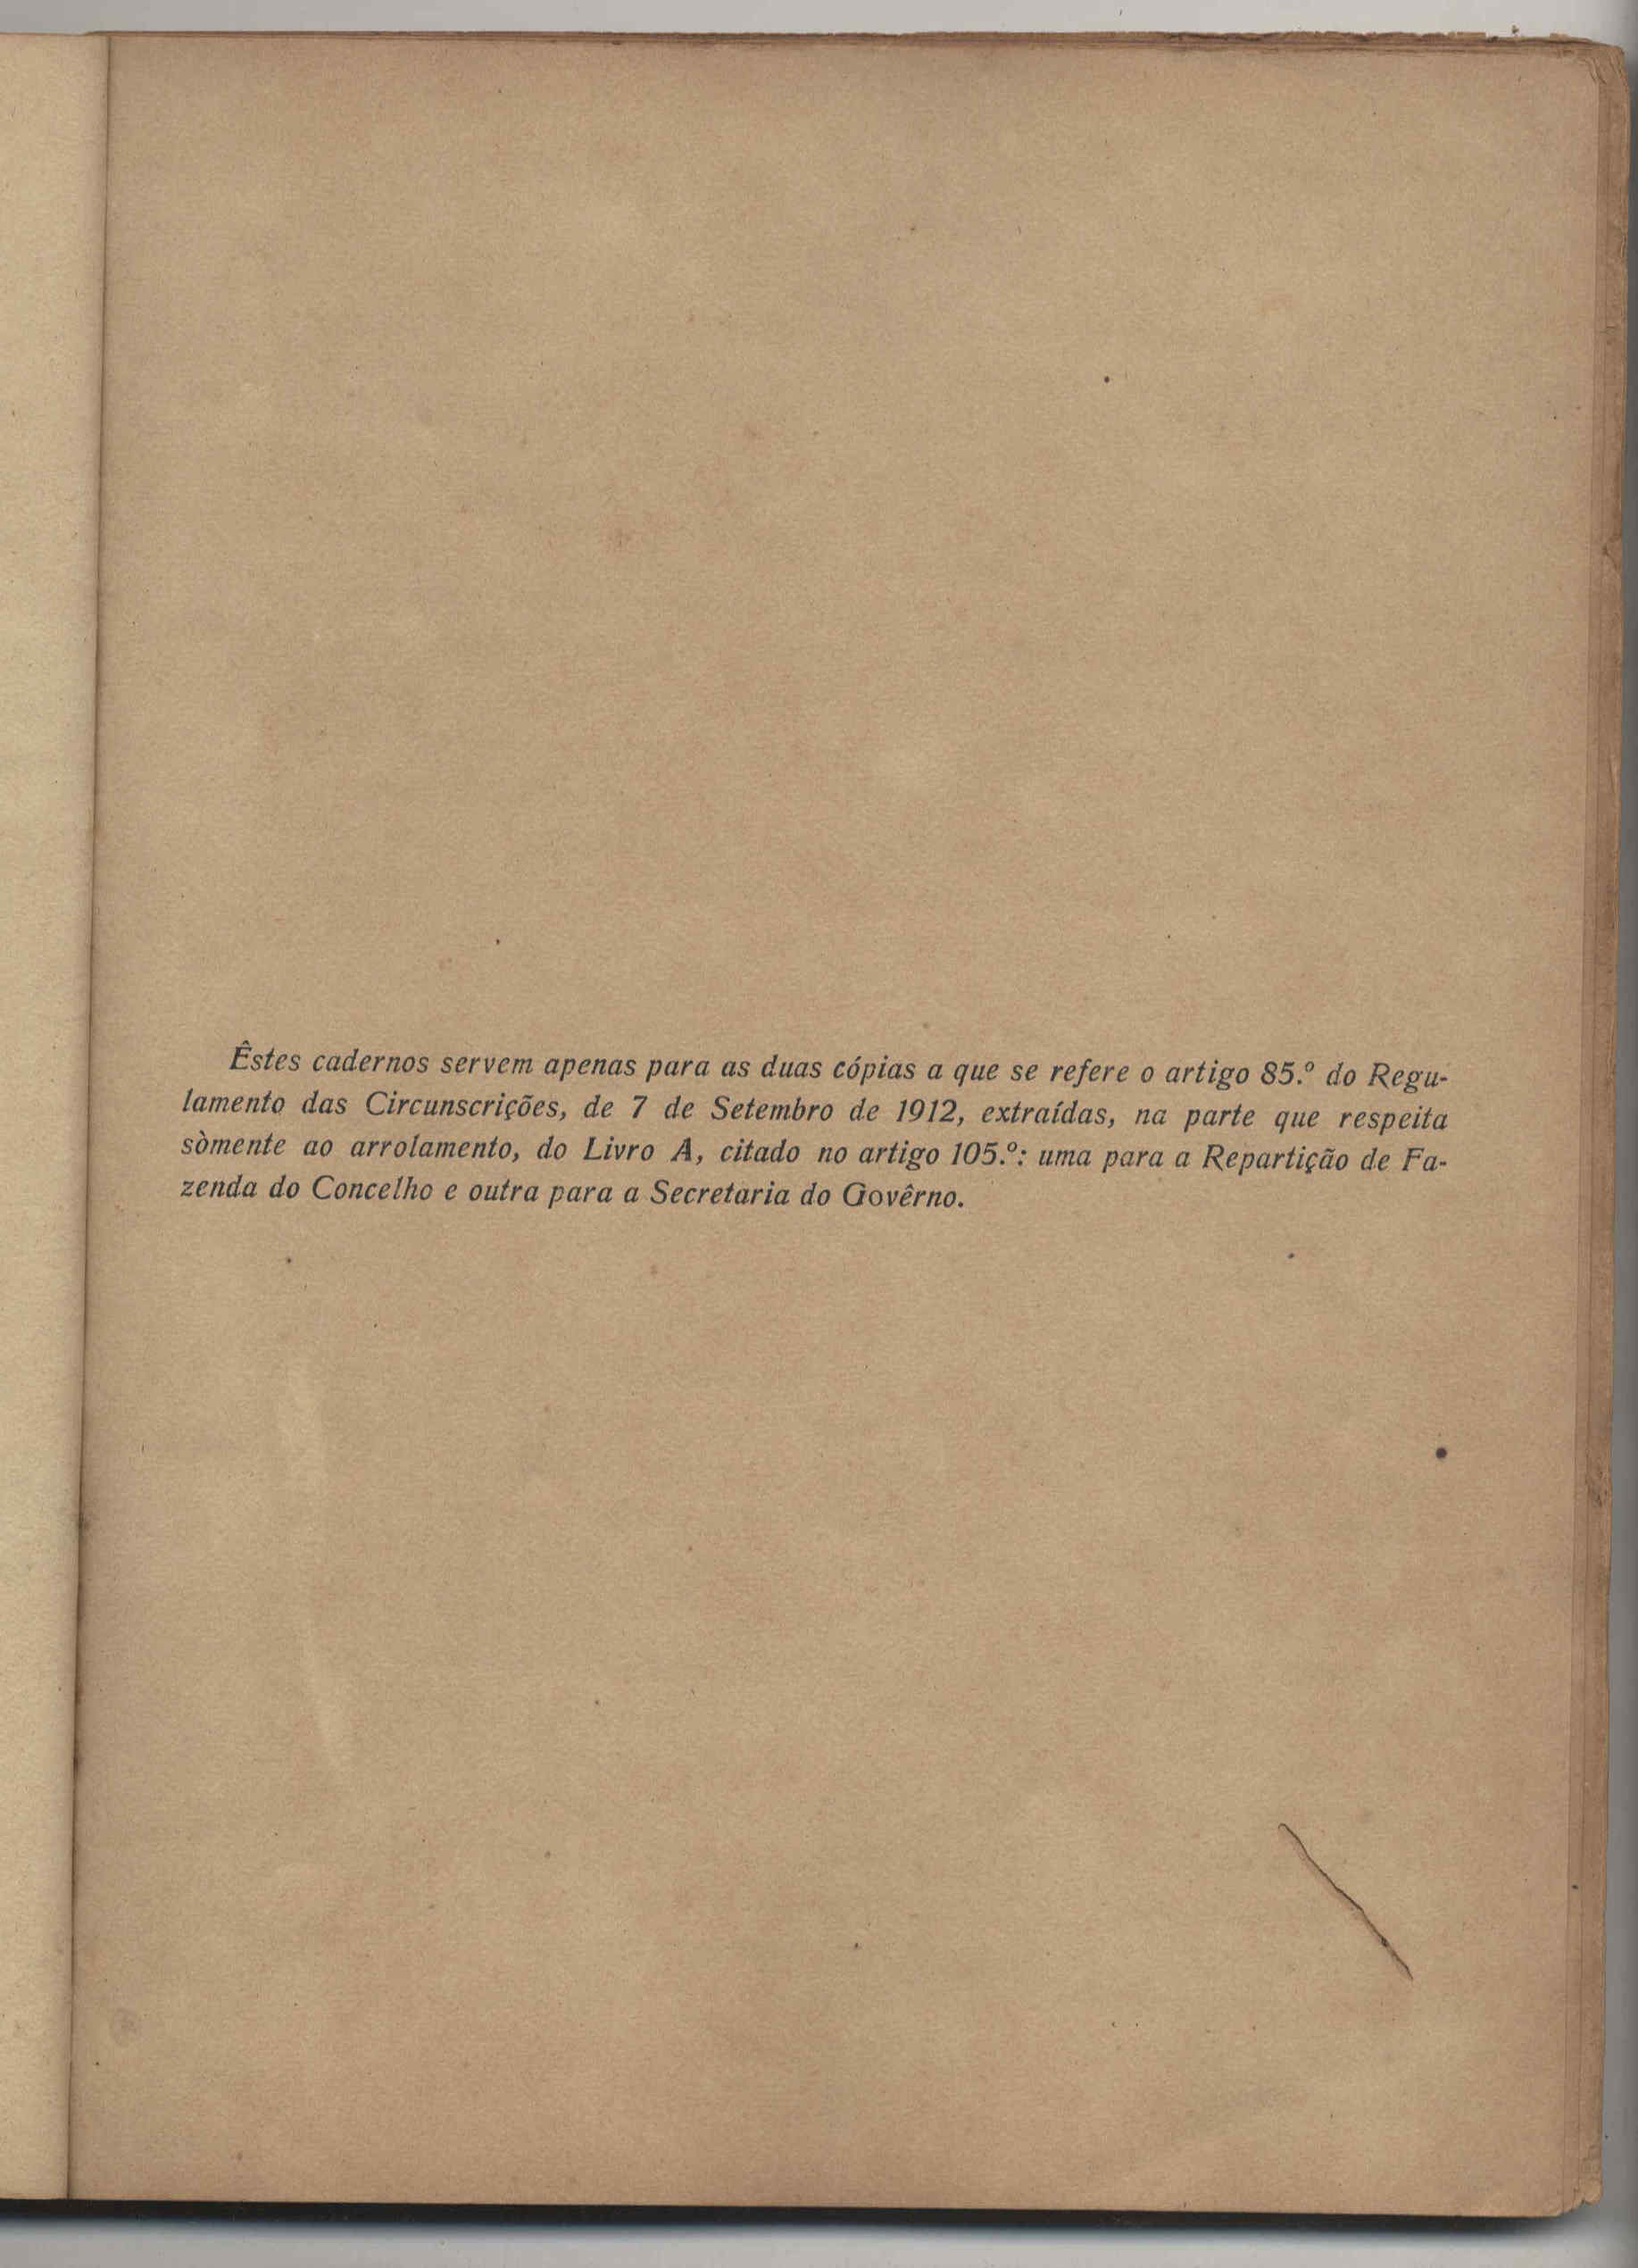 Êstes cadernos servem apenas para as duas cópias a que se refere o artigo 85.º do Regu-
lamento das Circunscrições, de 7 de Setembro de 1912, extraídas, na parte que respeita
sòmente ao arrolamento, do Livro A, citado no artigo 105.º: uma para a Repartição de Fa-
zenda do Concelho e outra para a Secretaria do Govêrno.